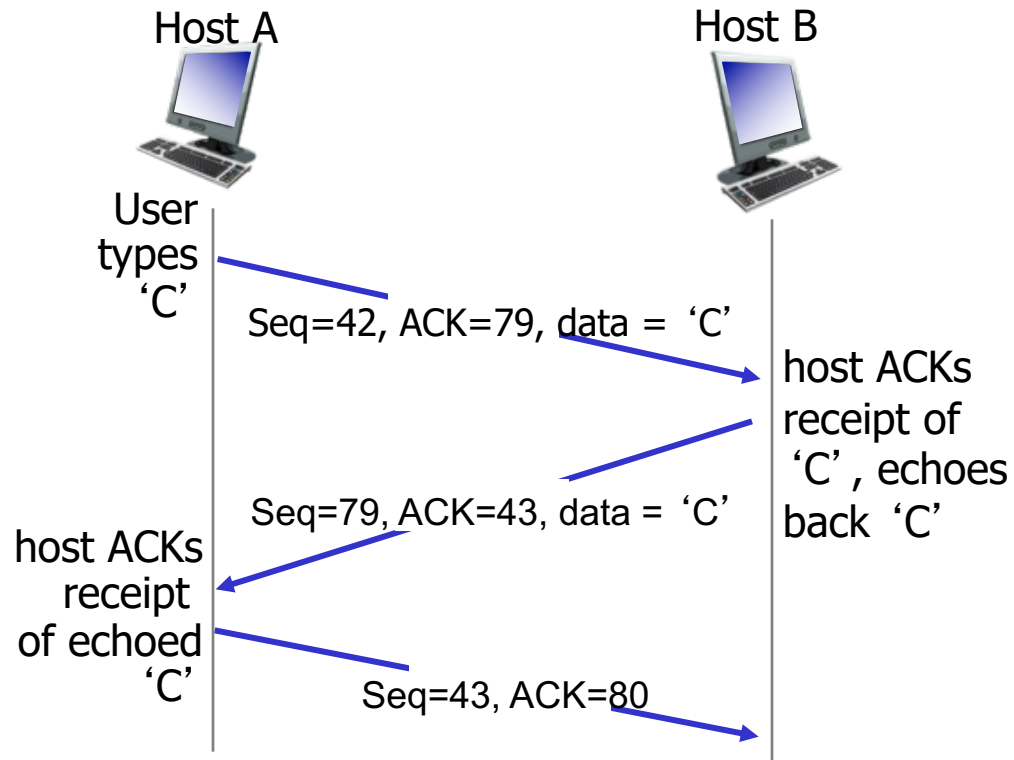 Host A
Host B
User
types
‘C’
Seq=42, ACK=79, data = ‘C’
host ACKs
receipt of
‘C’, echoes
back ‘C’
Seq=79, ACK=43, data = ‘C’
host ACKs
receipt
of echoed
‘C’
Seq=43, ACK=80